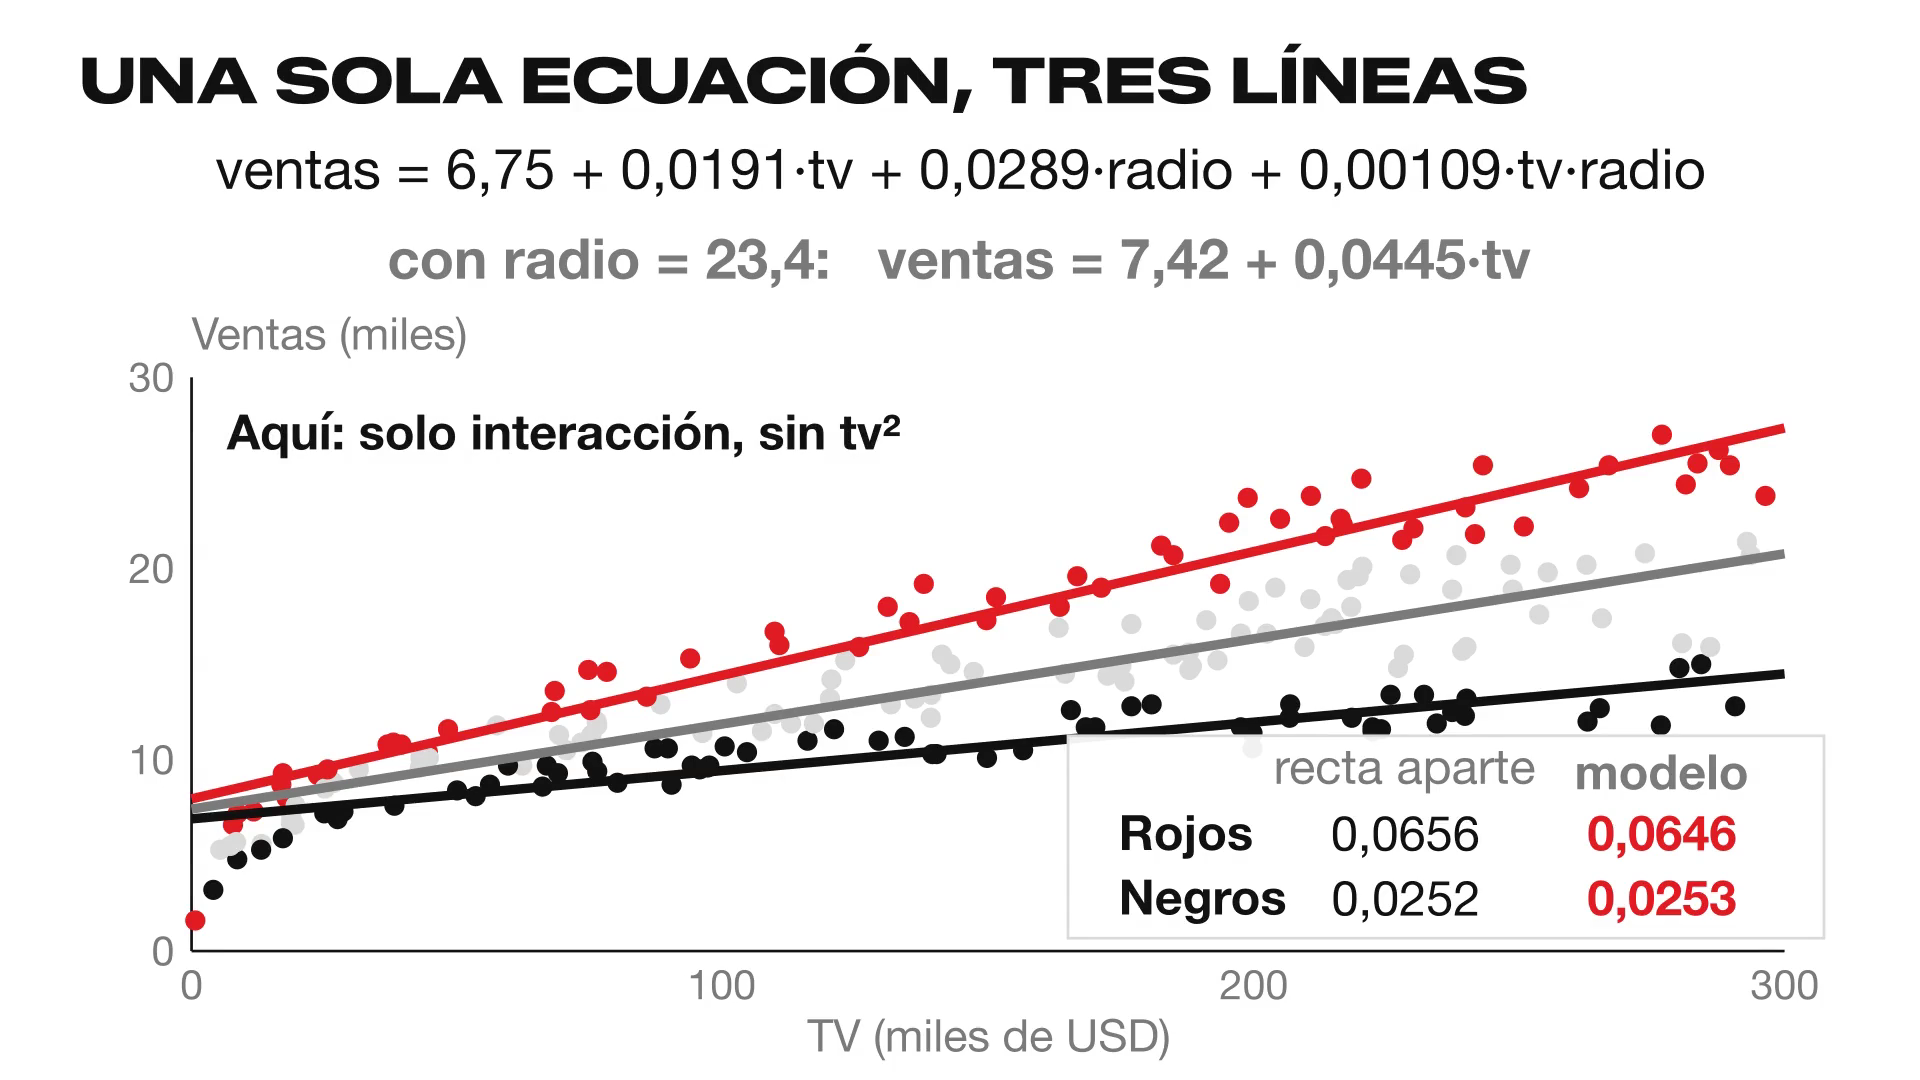 UNA SOLA ECUACIÓN, TRES LÍNEAS
ventas = 6,75 + 0,0191·tv + 0,0289·radio + 0,00109·tv·radio
con radio = 23,4: ventas = 7,42 + 0,0445·tv
Ventas (miles)
30
Aquí: solo interacción, sin tv²
20
10
0
recta aparte modelo
Rojos 0,0656 0,0646
Negros 0,0252 0,0253
0 100 200 300
TV (miles de USD)